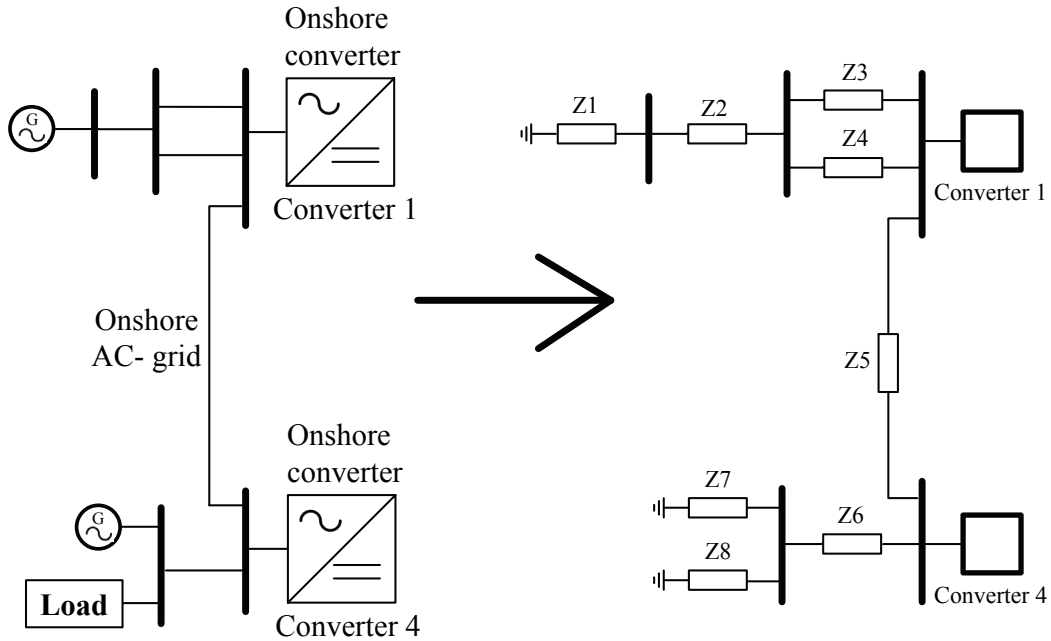 Onshore
converter
G
Converter 1
Onshore
AC- grid
Onshore
converter
G
Load
Converter 4
Z1
Z2
Z3
Z4
Converter 1
Z5
Z7
Z6
Z8
Converter 4